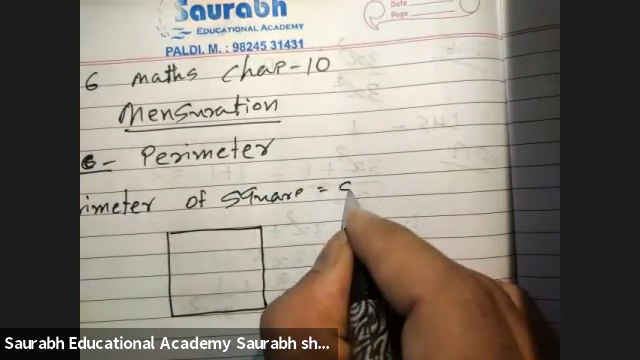 Saurabh
EDUCATIONAL ACADEMY
PALDI, M. : 98245 31431
Date
Page
6 maths Chap-10
Mensuration
Perimeter
imeter of square = S
Saurabh Educational Academy Saurabh sh...